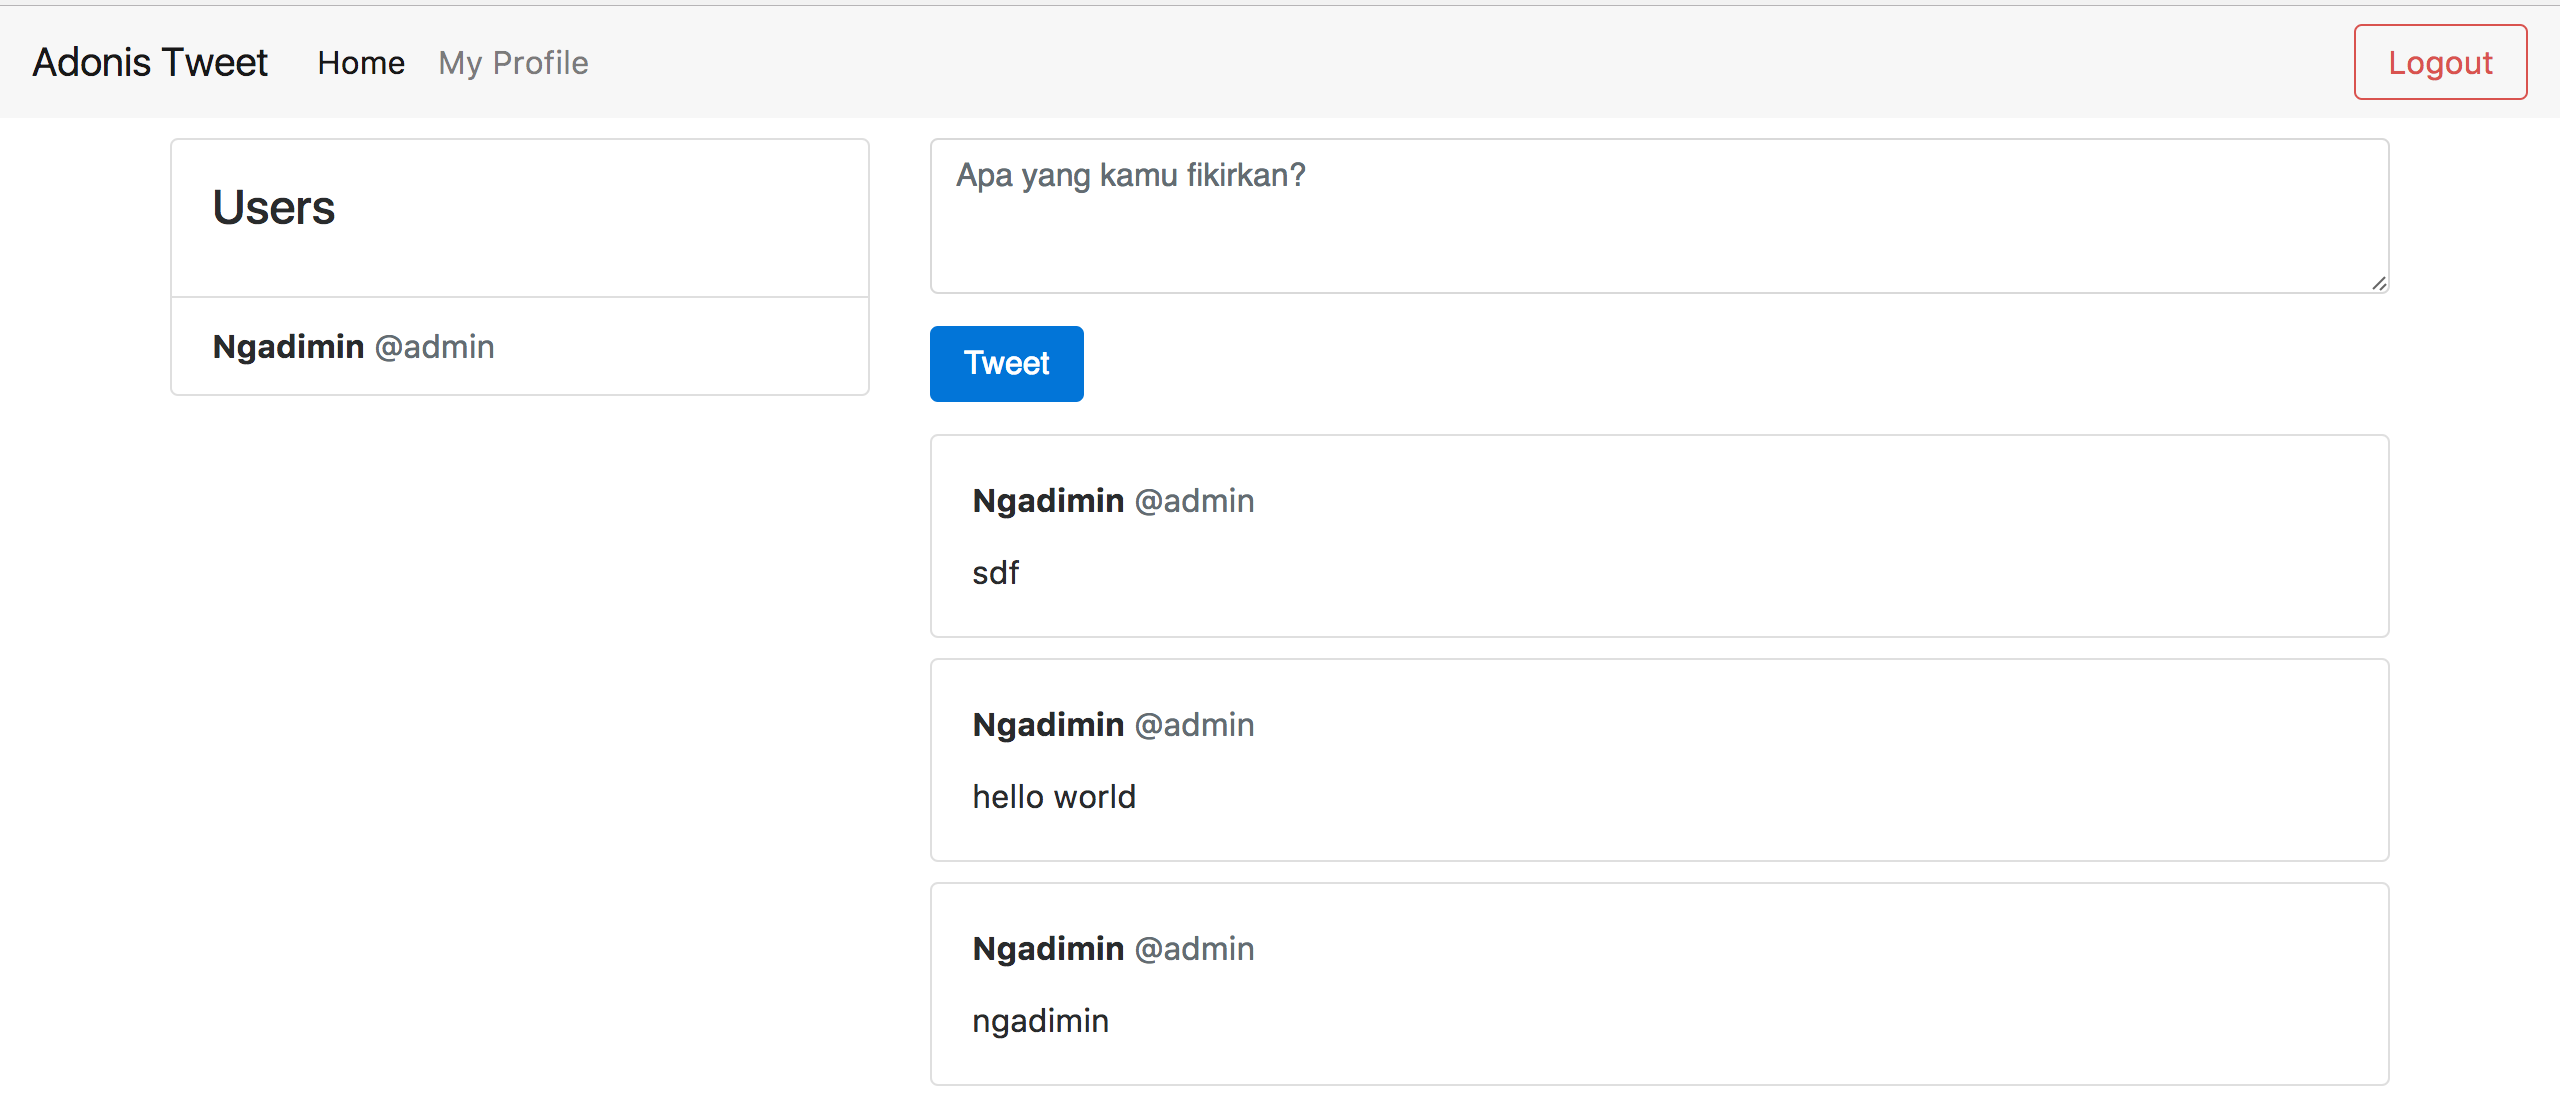 Adonis Tweet Home My Profile Logout
Users
Ngadimin @admin
Apa yang kamu fikirkan?
Tweet
Ngadimin @admin
sdf
Ngadimin @admin
hello world
Ngadimin @admin
ngadimin